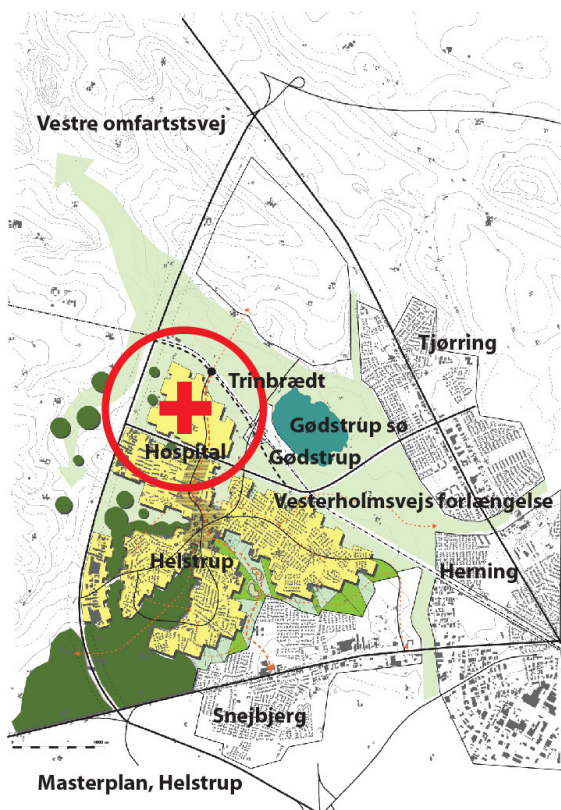 Vestre omfartstsvej
Tjørring
Trinbrædt
Gødstrup sø
Hospital
Gødstrup
Vesterholmsvejs forlængelse
Helstrup
Herning
Snejbjerg
Masterplan, Helstrup